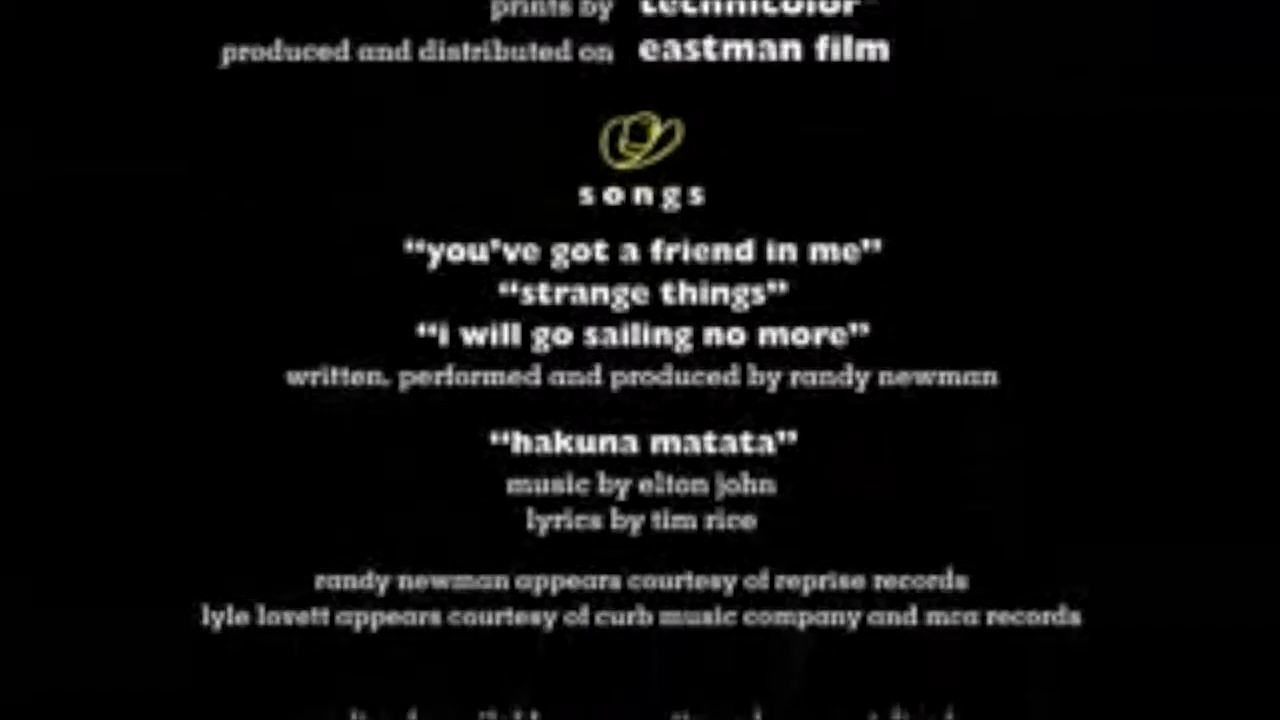 prints by technicolor®
produced and distributed on eastman film
songs
“you’ve got a friend in me”
“strange things”
“i will go sailing no more”
written, performed and produced by randy newman
“hakuna matata”
music by elton john
lyrics by tim rice
randy newman appears courtesy of reprise records
lyle lovett appears courtesy of curb music company and mca records